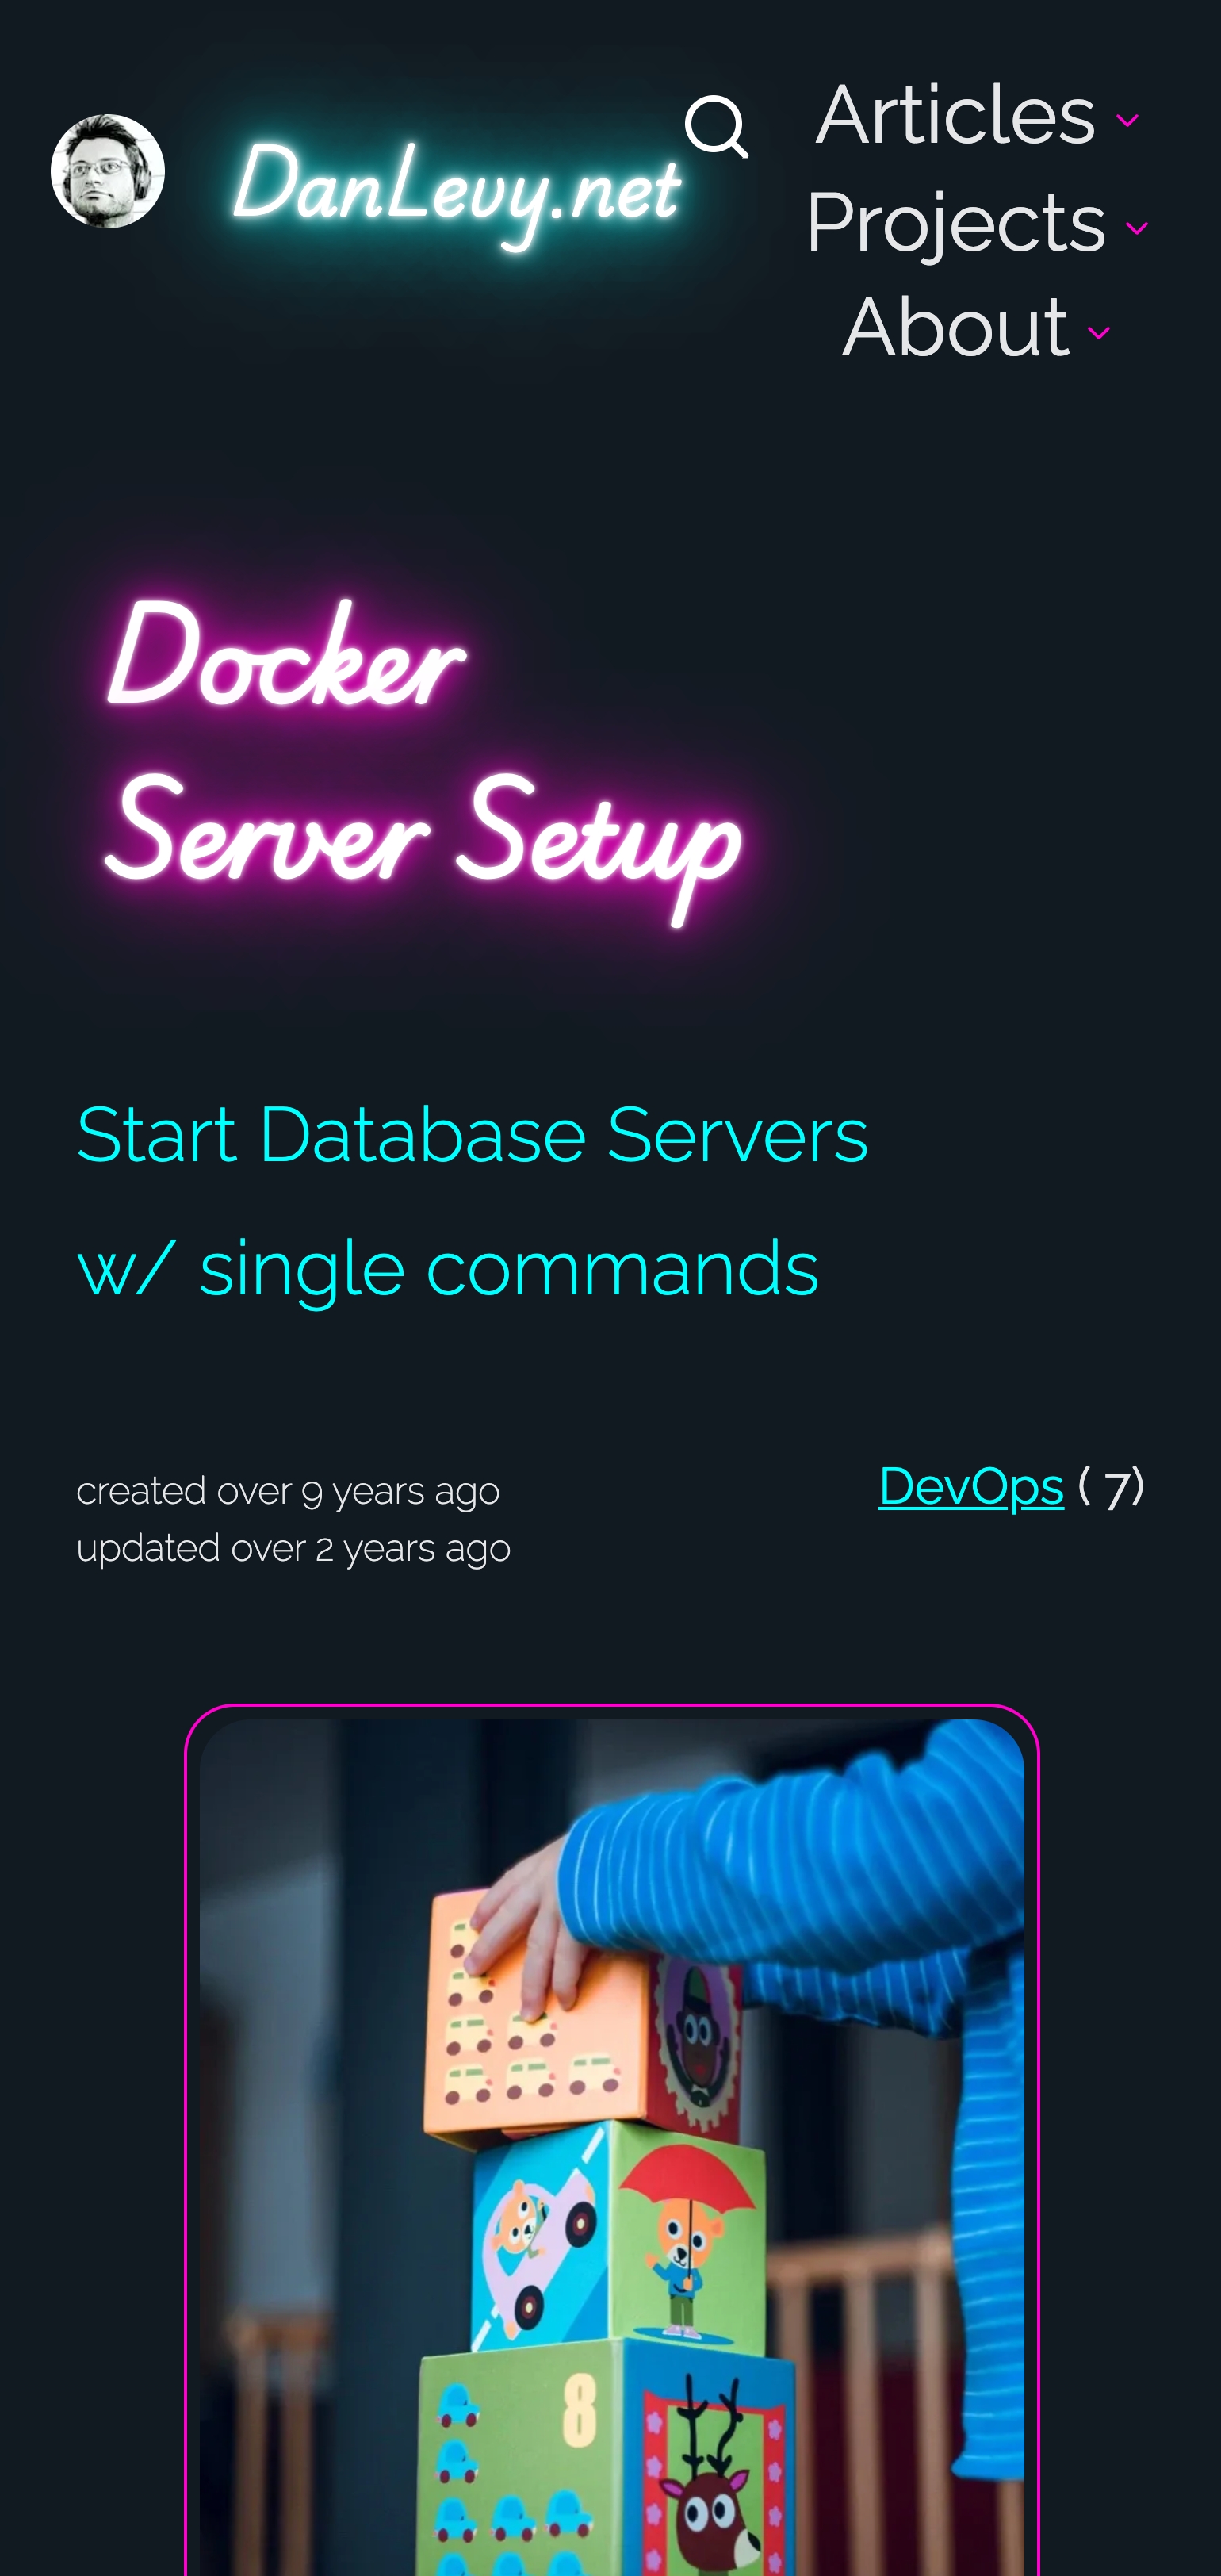 DanLevy.net
Articles
Projects
About
Docker
Server Setup
Start Database Servers
w/ single commands
created over 9 years ago
updated over 2 years ago
DevOps ( 7)
8